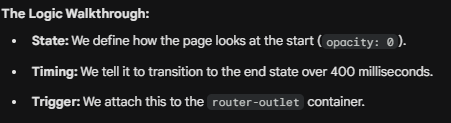 The Logic Walkthrough:
• State: We define how the page looks at the start ( opacity: 0 ).
• Timing: We tell it to transition to the end state over 400 milliseconds.
• Trigger: We attach this to the router-outlet container.